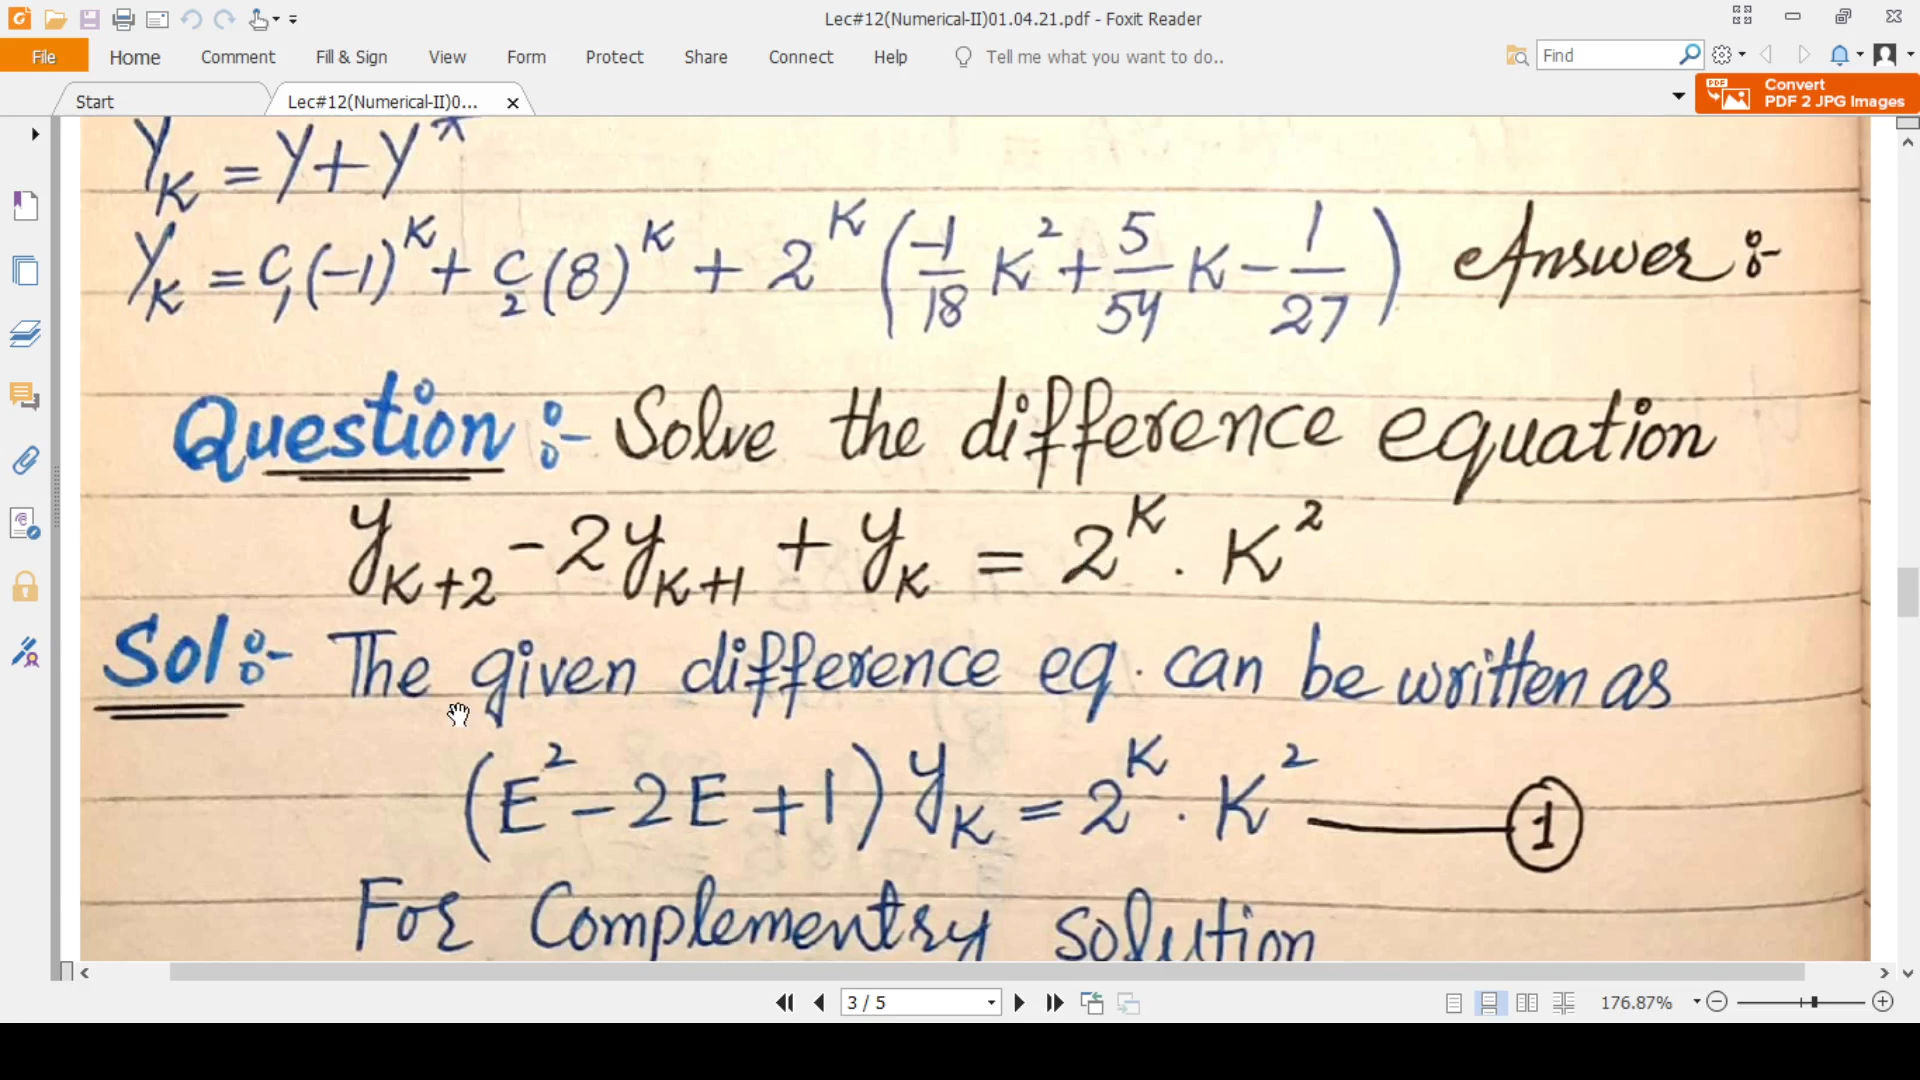 Lec#12(Numerical-II)01.04.21.pdf - Foxit Reader
File Home Comment Fill & Sign View Form Protect Share Connect Help Tell me what you want to do.. Find
Start Lec#12(Numerical-II)0...
PDF Convert
PDF 2 JPG Images
Y_K = Y + Y^*
Y_K = C_1(-1)^K + C_2(8)^K + 2^K (-1/18 K^2 + 5/54 K - 1/27) Answer:-
Question:- Solve the difference equation
y_{K+2} - 2y_{K+1} + y_K = 2^K . K^2
Sol:- The given difference eq. can be written as
(E^2 - 2E + 1) y_K = 2^K . K^2 —— 1
For Complementry solution
3 / 5 176.87%